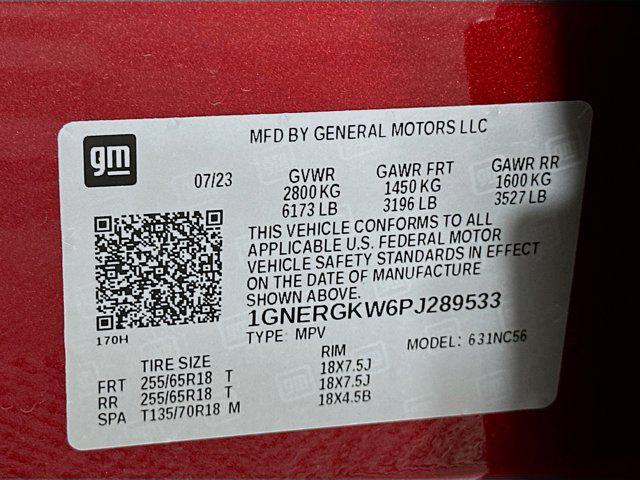 MFD BY GENERAL MOTORS LLC
gm
07/23
GVWR GAWR FRT GAWR RR
2800 KG 1450 KG 1600 KG
6173 LB 3196 LB 3527 LB
THIS VEHICLE CONFORMS TO ALL
APPLICABLE U.S. FEDERAL MOTOR
VEHICLE SAFETY STANDARDS IN EFFECT
ON THE DATE OF MANUFACTURE
SHOWN ABOVE.
1GNERGKW6PJ289533
170H
TYPE: MPV MODEL: 631NC56
TIRE SIZE RIM
FRT 255/65R18 T 18X7.5J
RR 255/65R18 T 18X7.5J
SPA T135/70R18 M 18X4.5B